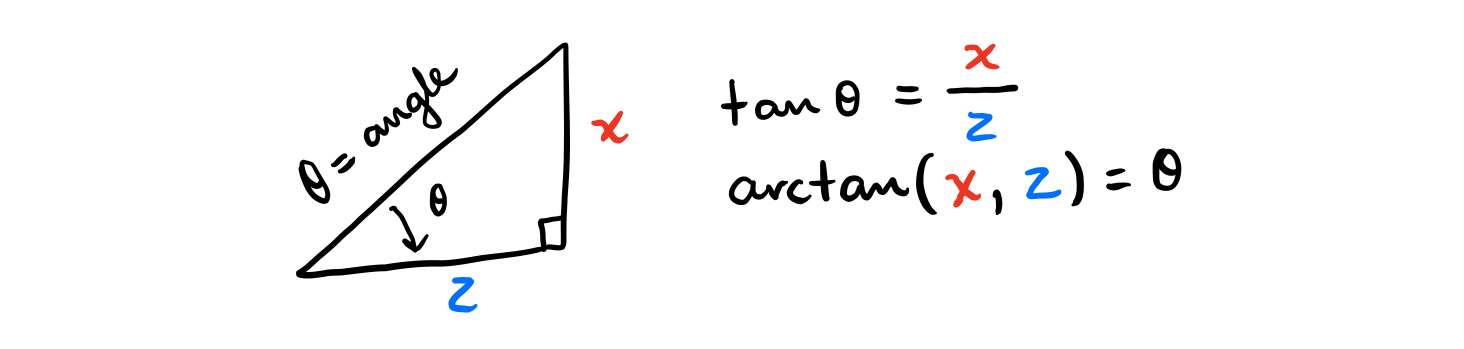 θ = angle
θ
x
z
tan θ = x / z
arctan(x, z) = θ